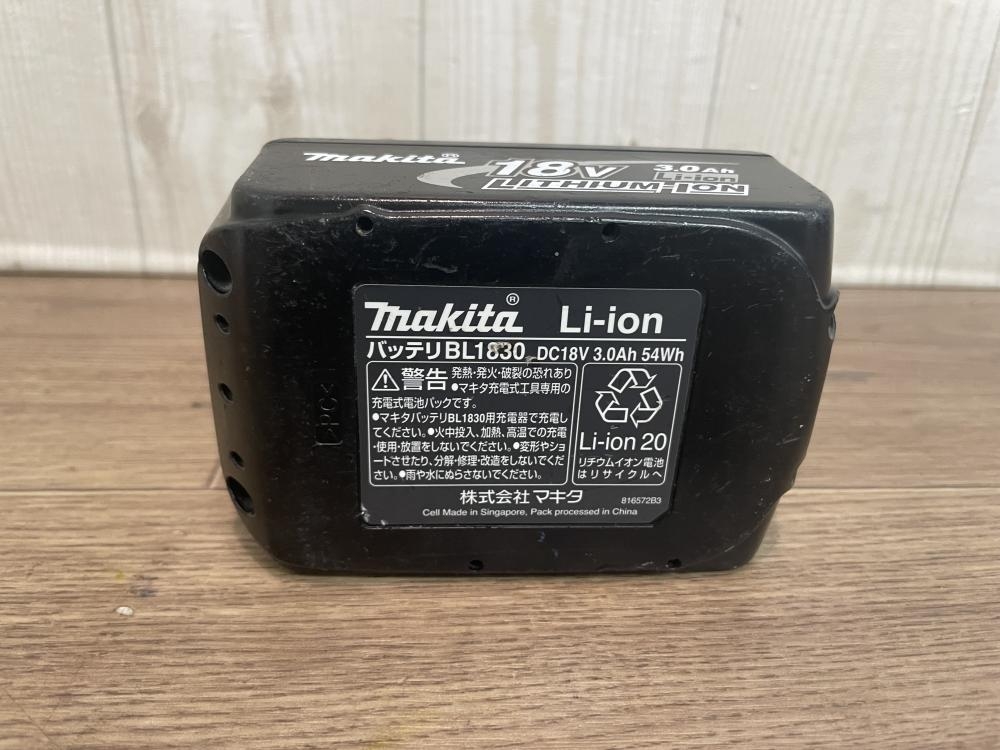 makita® 18V 3.0Ah
Li-ion
LITHIUM-ION
makita® Li-ion
バッテリBL1830 DC18V 3.0Ah 54Wh
警告 発熱・発火・破裂の恐れあり
●マキタ充電式工具専用の
充電式電池パックです。
●マキタバッテリBL1830用充電器で充電し
てください。●火中投入、加熱、高温での充電
・使用・放置をしないでください。●変形やショ
ートさせたり、分解・修理・改造をしないでくだ
さい。●雨や水にぬらさないでください。
Li-ion 20
リチウムイオン電池
はリサイクルへ
株式会社マキタ
816572B3
Cell Made in Singapore, Pack processed in China
>PC<